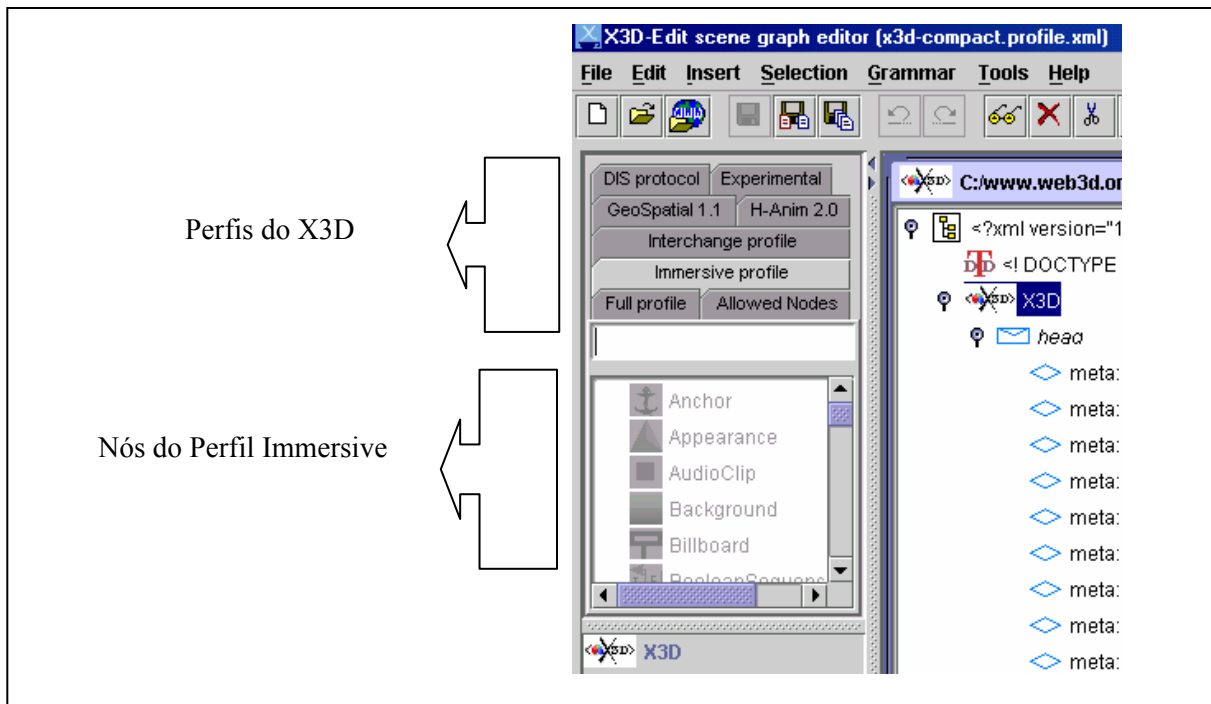 X3D-Edit scene graph editor (x3d-compact.profile.xml)
File Edit Insert Selection Grammar Tools Help
DIS protocol Experimental
GeoSpatial 1.1 H-Anim 2.0
Interchange profile
Immersive profile
Full profile Allowed Nodes
Perfis do X3D
Anchor
Appearance
AudioClip
Background
Billboard
BooleanSequenc
Nós do Perfil Immersive
X3D
C:/www.web3d.or
<?xml version="1
<! DOCTYPE
X3D
head
meta:
meta:
meta:
meta:
meta:
meta:
meta:
meta:
meta: